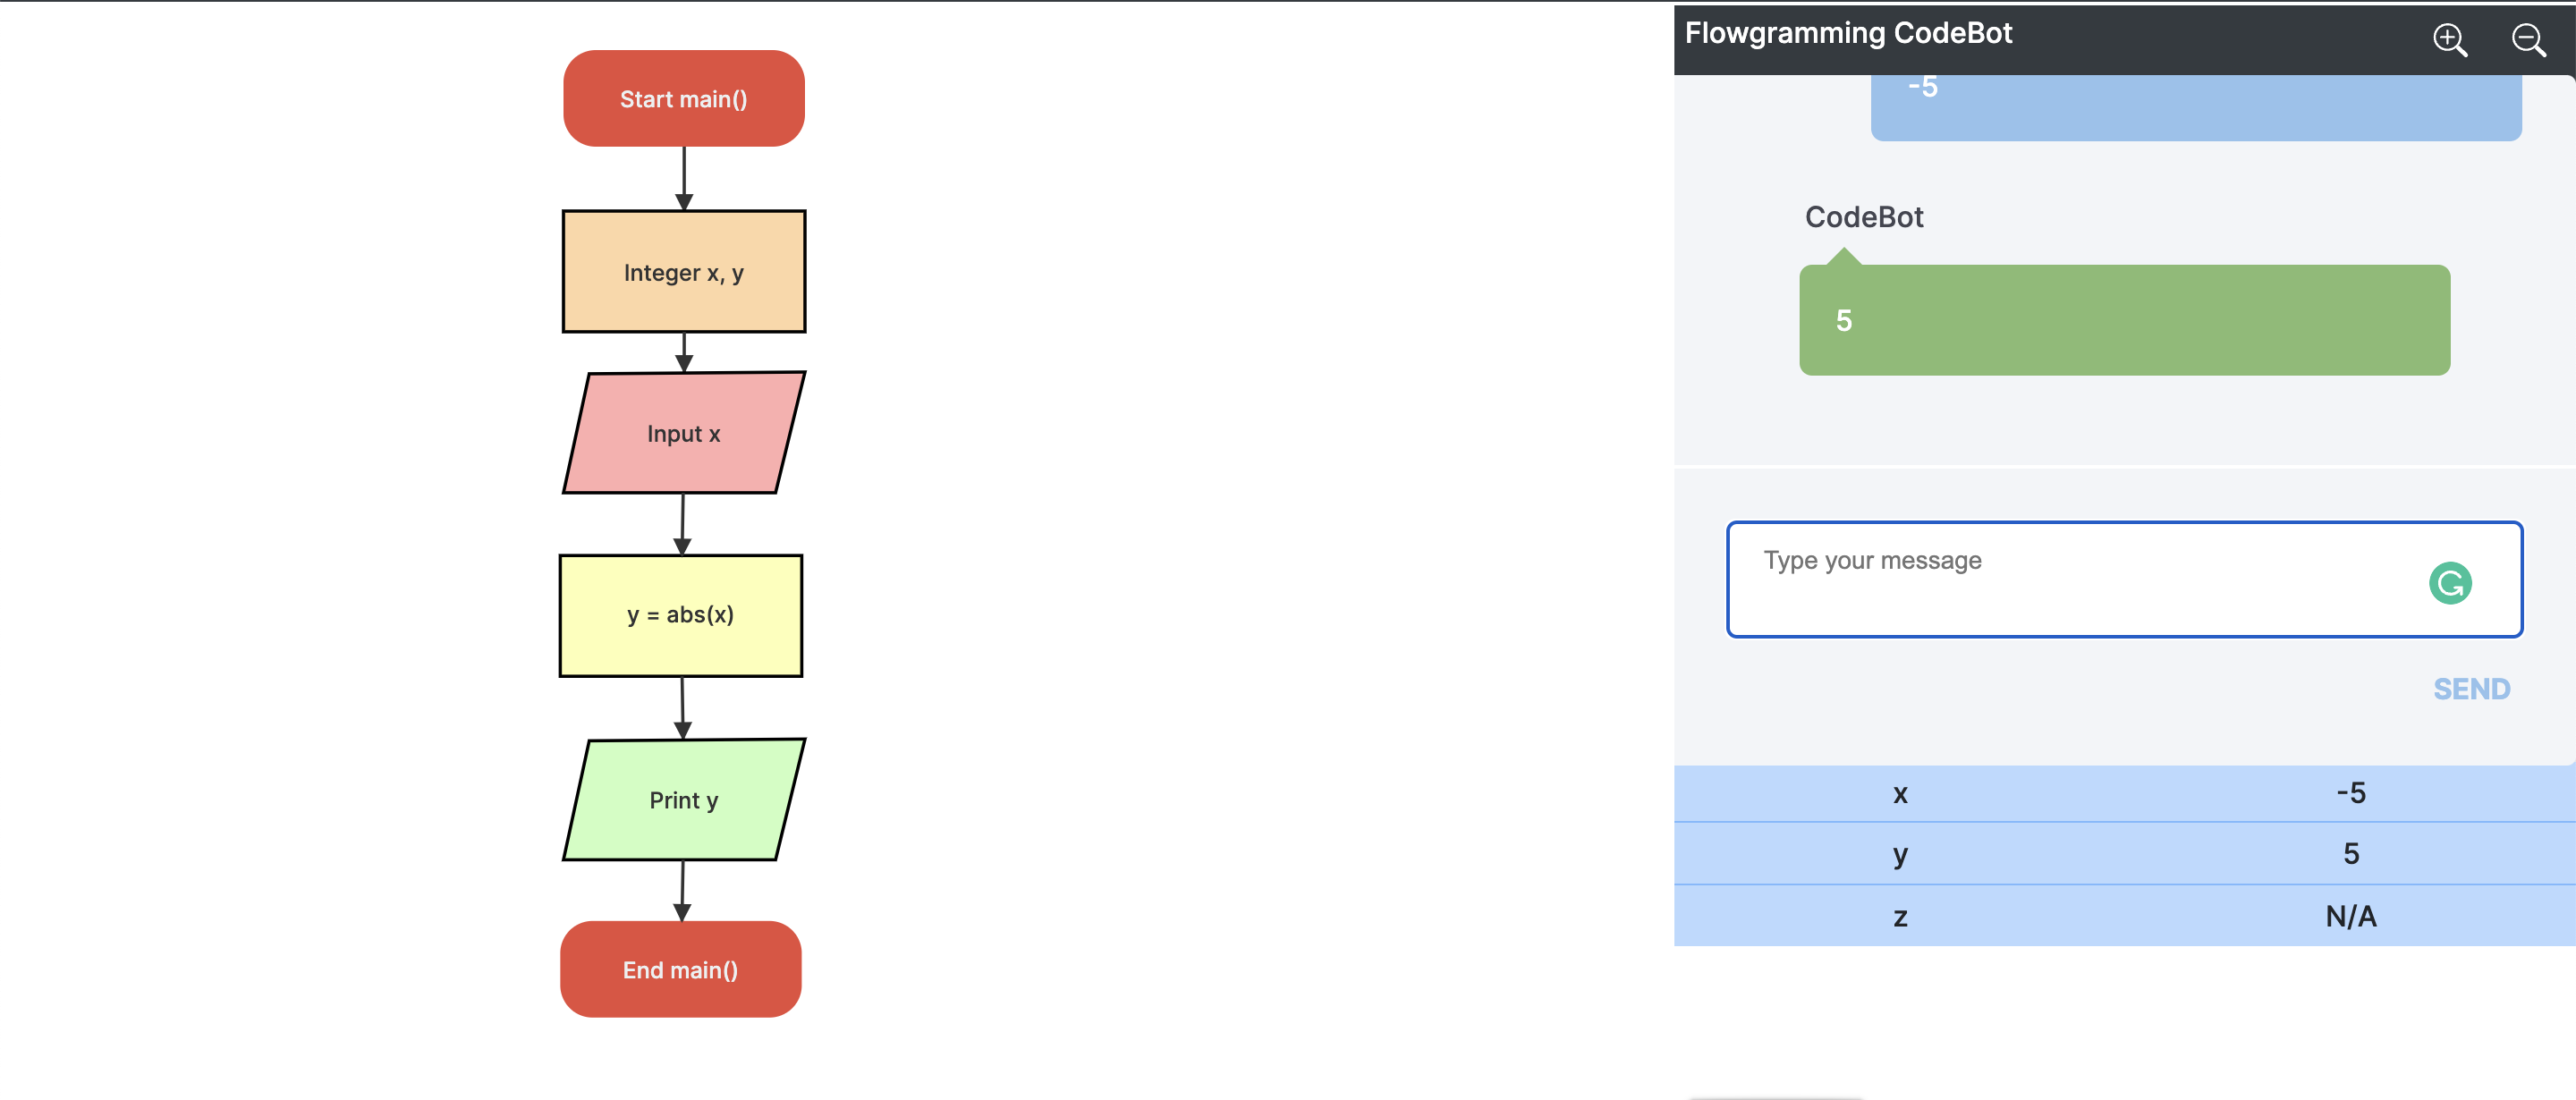 Start main()
Integer x, y
Input x
y = abs(x)
Print y
End main()
Flowgramming CodeBot
-5
CodeBot
5
Type your message
SEND
x -5
y 5
z N/A